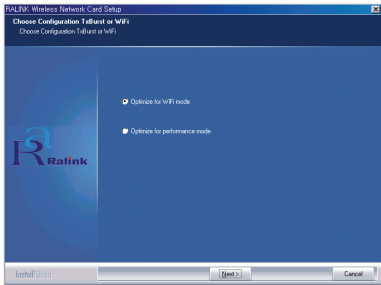 RALINK Wireless Network Card Setup
Choose Configuration TxBurst or WiFi
Choose Configuration TxBurst or WiFi
Optimize for WiFi mode
Optimize for performance mode
Ralink
InstallShield
Next >
Cancel